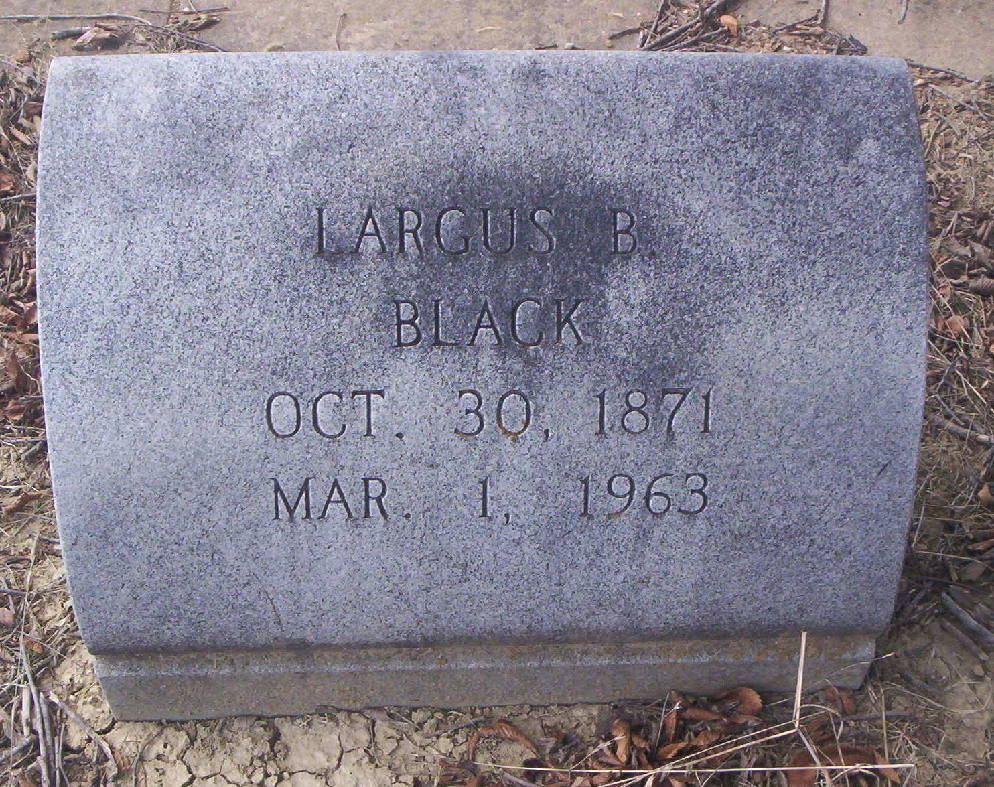 LARGUS B.
BLACK
OCT. 30, 1871
MAR. 1, 1963